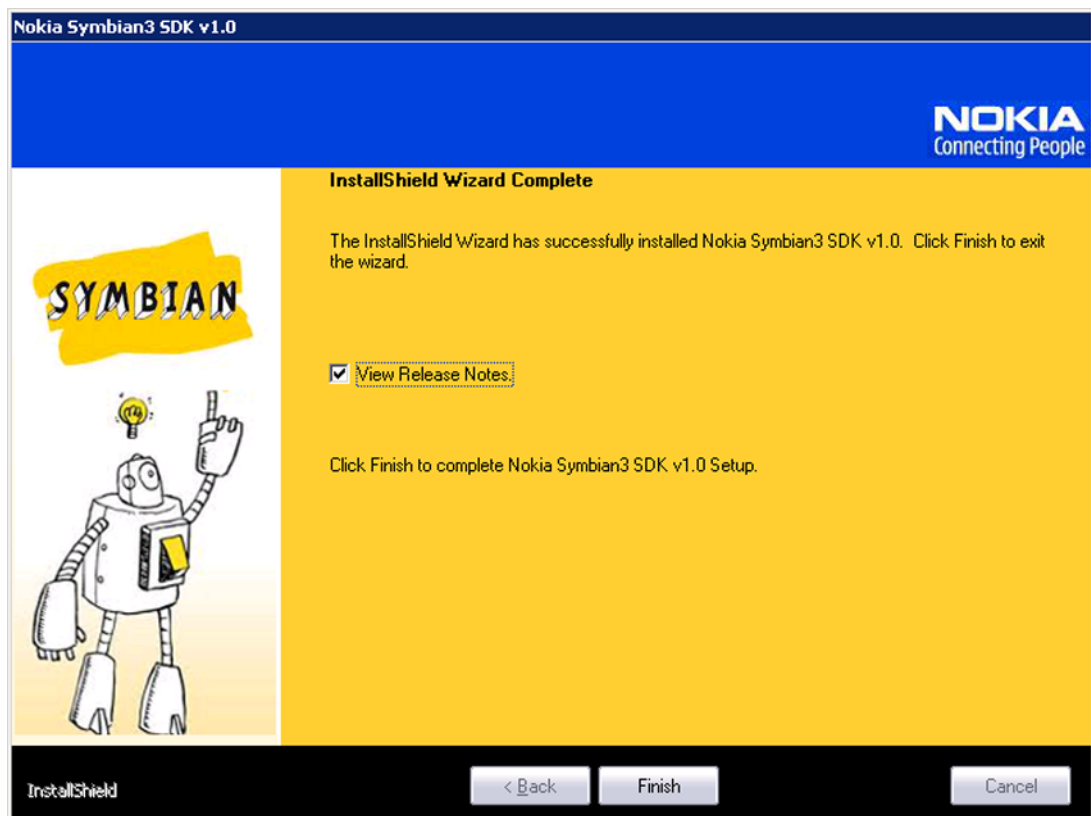 Nokia Symbian3 SDK v1.0
NOKIA
Connecting People
InstallShield Wizard Complete
The InstallShield Wizard has successfully installed Nokia Symbian3 SDK v1.0. Click Finish to exit
the wizard.
SYMBIAN
View Release Notes.
Click Finish to complete Nokia Symbian3 SDK v1.0 Setup.
InstallShield
< Back
Finish
Cancel